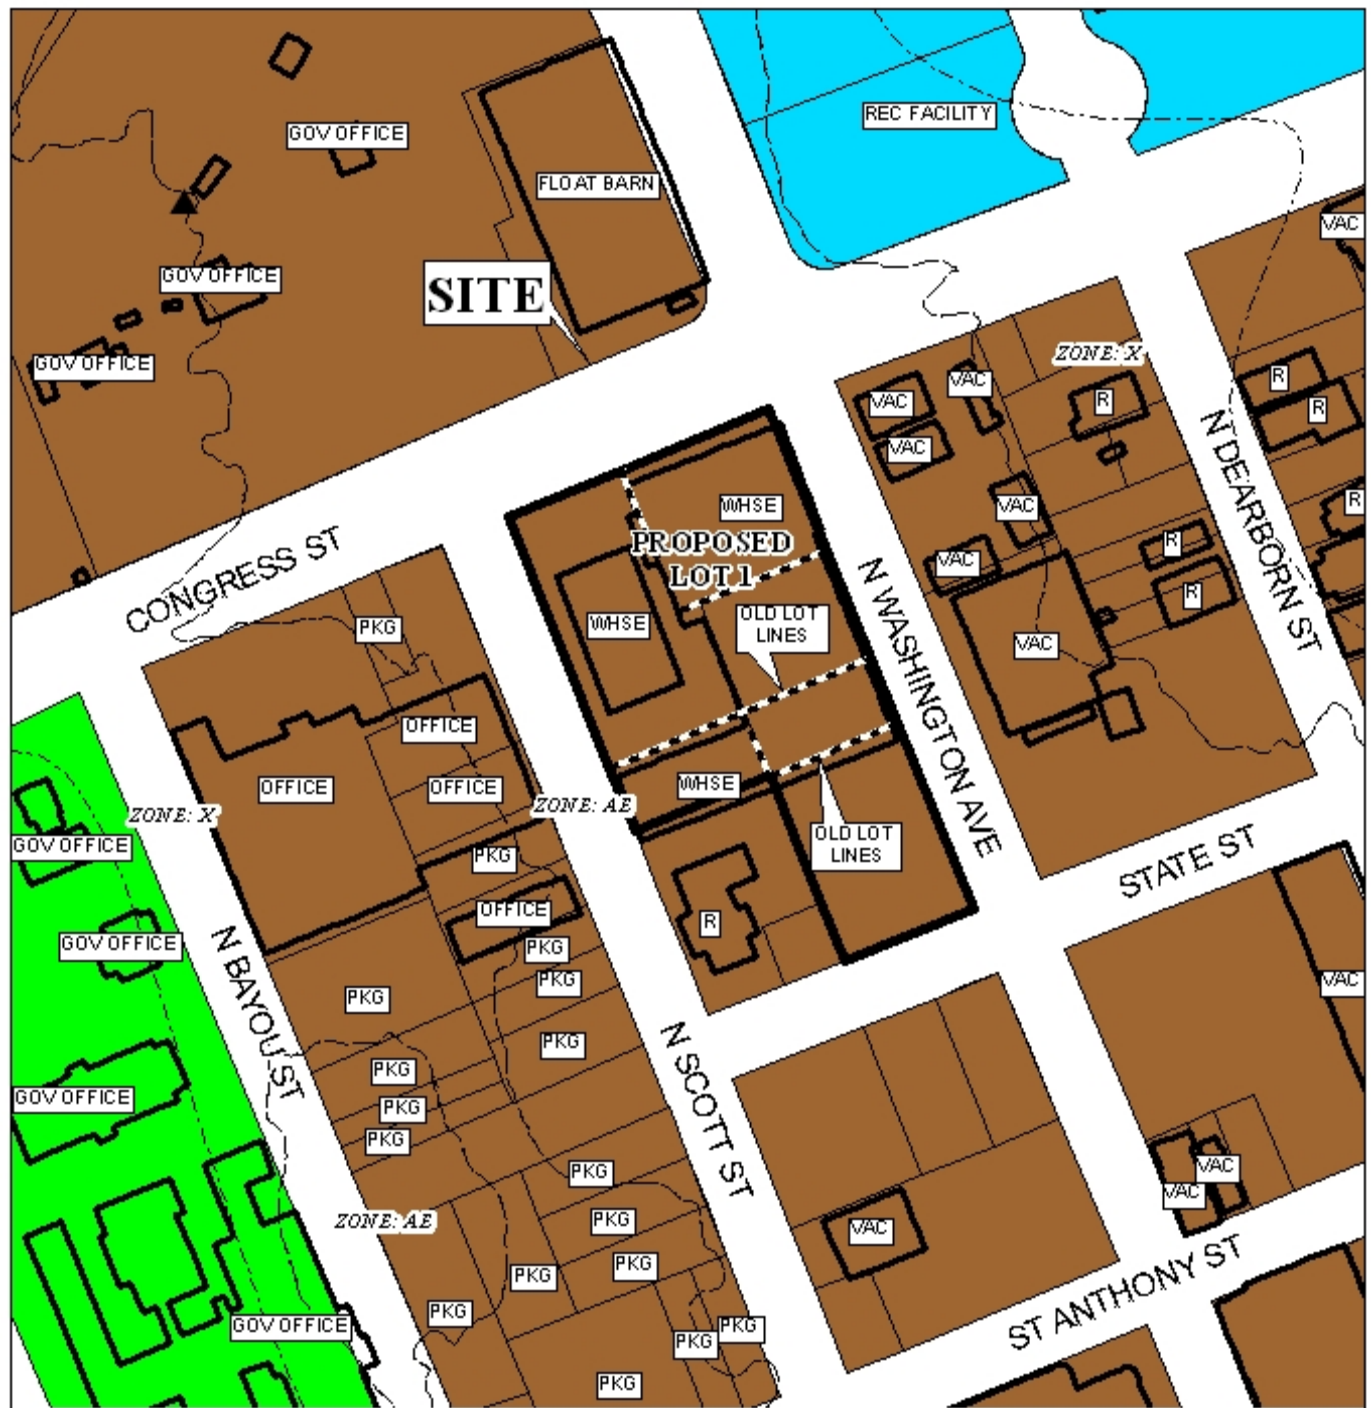 GOV OFFICE
REC FACILITY
FLOAT BARN
VAC
GOV OFFICE
SITE
GOV OFFICE
ZONE: X
VAC
VAC
R
R
R
VAC
N DEARBORN ST
WHSE
VAC
R
PROPOSED
LOT 1
CONGRESS ST
R
VAC
N WASHINGTON AVE
R
PKG
WHSE
OLD LOT
LINES
VAC
OFFICE
OFFICE
OFFICE
WHSE
ZONE: X
ZONE: AE
GOV OFFICE
OLD LOT
LINES
PKG
STATE ST
OFFICE
R
GOV OFFICE
PKG
N BAYOU ST
PKG
VAC
PKG
PKG
N SCOTT ST
PKG
GOV OFFICE
PKG
PKG
PKG
VAC
VAC
ZONE: AE
PKG
VAC
PKG
PKG
ST ANTHONY ST
PKG
GOV OFFICE
PKG
PKG
PKG